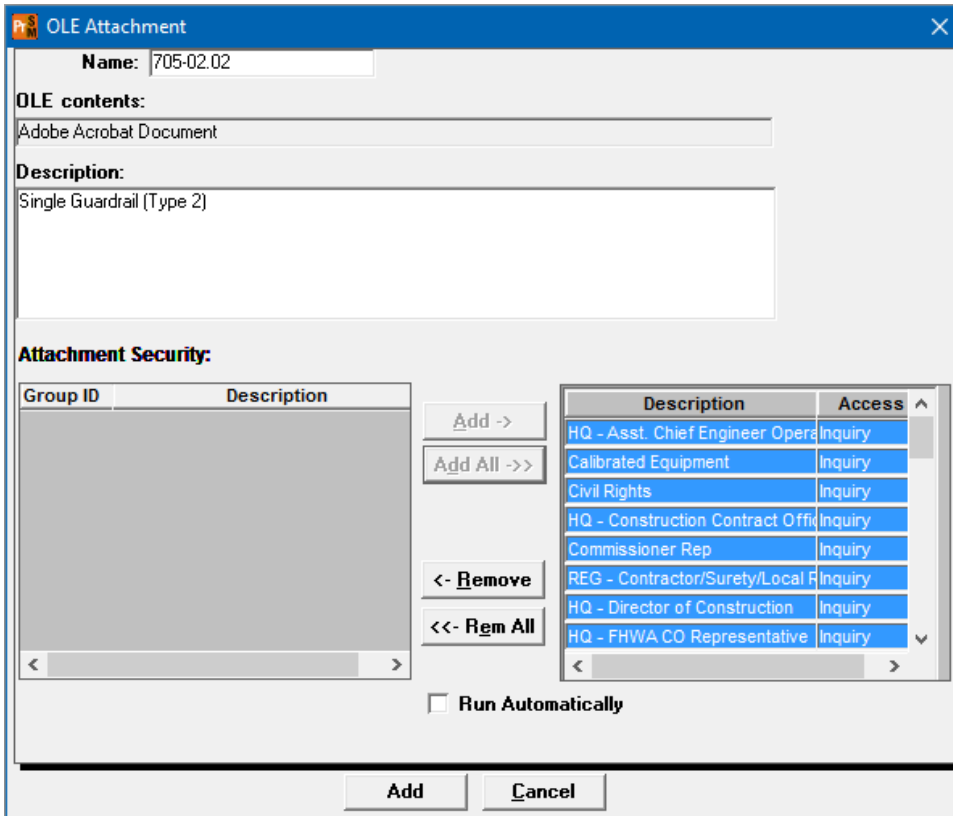 PrSM OLE Attachment
Name: 705-02.02
OLE contents:
Adobe Acrobat Document
Description:
Single Guardrail (Type 2)
Attachment Security:
Group ID Description
Add ->
Add All ->>
<- Remove
<<- Rem All
Description Access
HQ - Asst. Chief Engineer Opera Inquiry
Calibrated Equipment Inquiry
Civil Rights Inquiry
HQ - Construction Contract Offi Inquiry
Commissioner Rep Inquiry
REG - Contractor/Surety/Local R Inquiry
HQ - Director of Construction Inquiry
HQ - FHWA CO Representative Inquiry
Run Automatically
Add Cancel